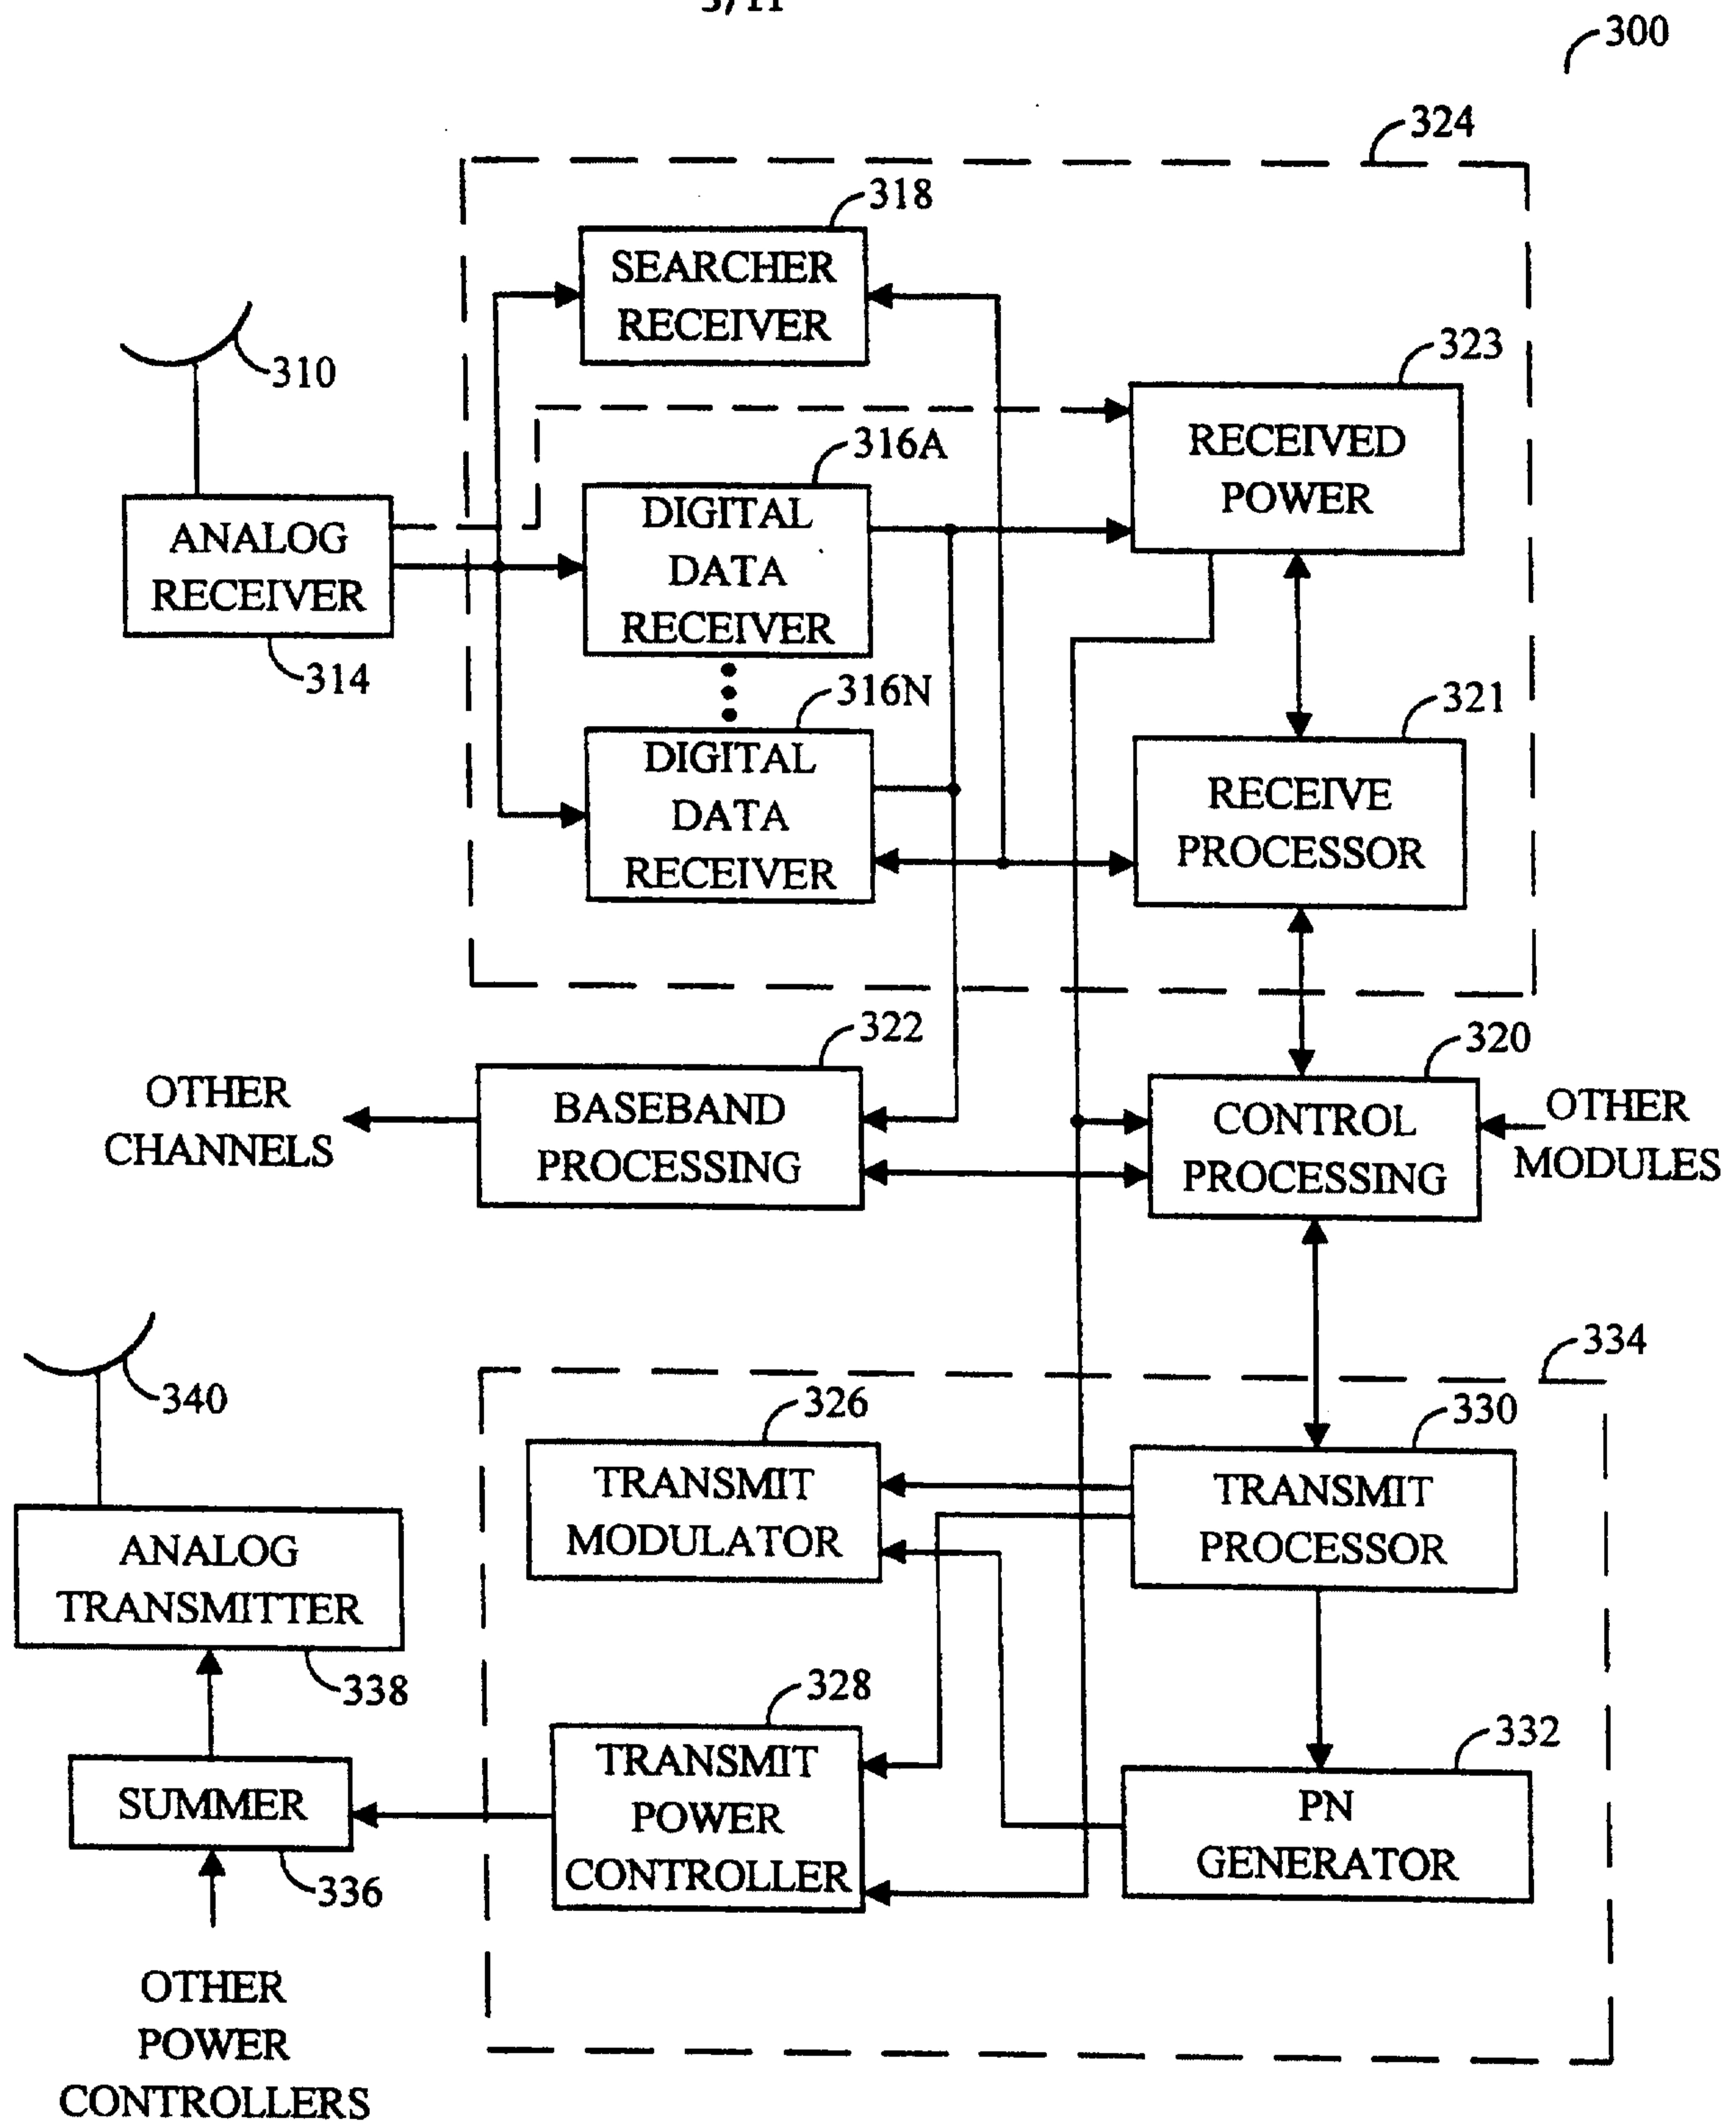 3/11
300
324
318
SEARCHER
RECEIVER
310
323
RECEIVED
POWER
316A
DIGITAL
DATA
RECEIVER
ANALOG
RECEIVER
314
316N
DIGITAL
DATA
RECEIVER
321
RECEIVE
PROCESSOR
322
BASEBAND
PROCESSING
OTHER
CHANNELS
320
CONTROL
PROCESSING
OTHER
MODULES
334
340
326
TRANSMIT
MODULATOR
330
TRANSMIT
PROCESSOR
ANALOG
TRANSMITTER
338
328
TRANSMIT
POWER
CONTROLLER
332
PN
GENERATOR
SUMMER
336
OTHER
POWER
CONTROLLERS